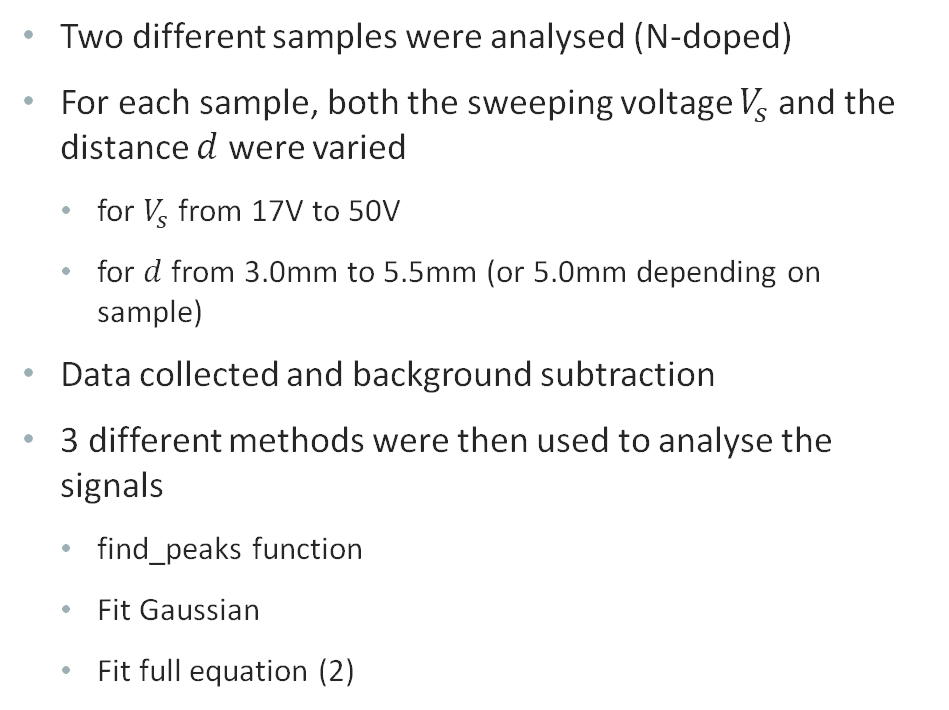 • Two different samples were analysed (N-doped)
• For each sample, both the sweeping voltage Vₛ and the
distance d were varied
• for Vₛ from 17V to 50V
• for d from 3.0mm to 5.5mm (or 5.0mm depending on
sample)
• Data collected and background subtraction
• 3 different methods were then used to analyse the
signals
• find_peaks function
• Fit Gaussian
• Fit full equation (2)